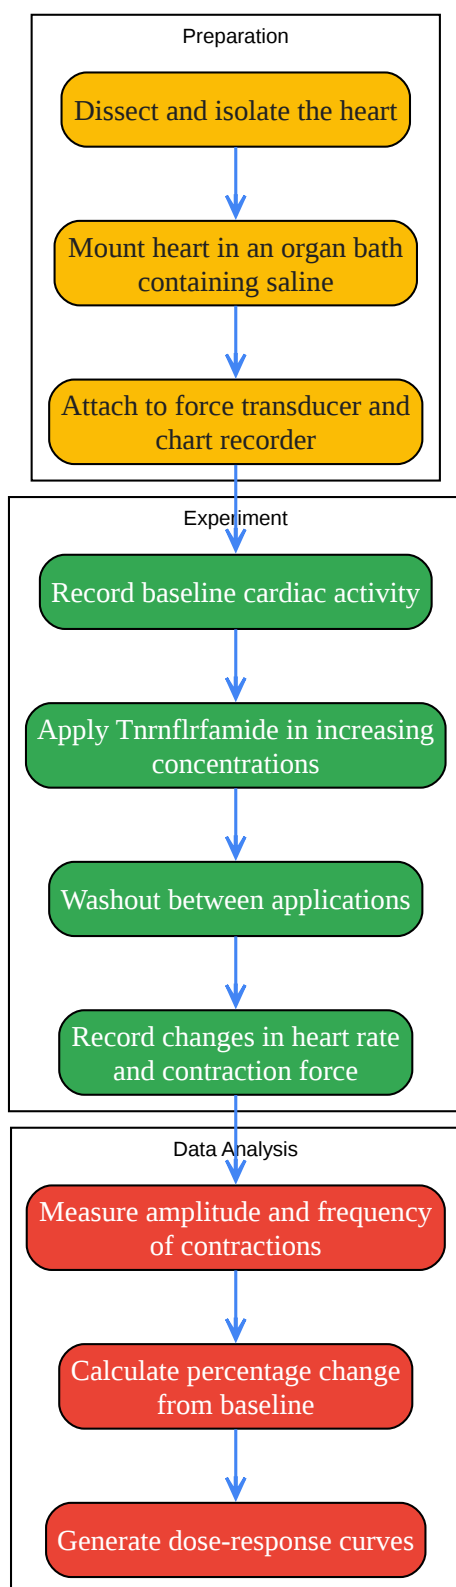 Preparation
Dissect and isolate the heart
Mount heart in an organ bath
containing saline
Attach to force transducer and
chart recorder
Experiment
Record baseline cardiac activity
Apply Tnrnflrfamide in increasing
concentrations
Washout between applications
Record changes in heart rate
and contraction force
Data Analysis
Measure amplitude and frequency
of contractions
Calculate percentage change
from baseline
Generate dose-response curves